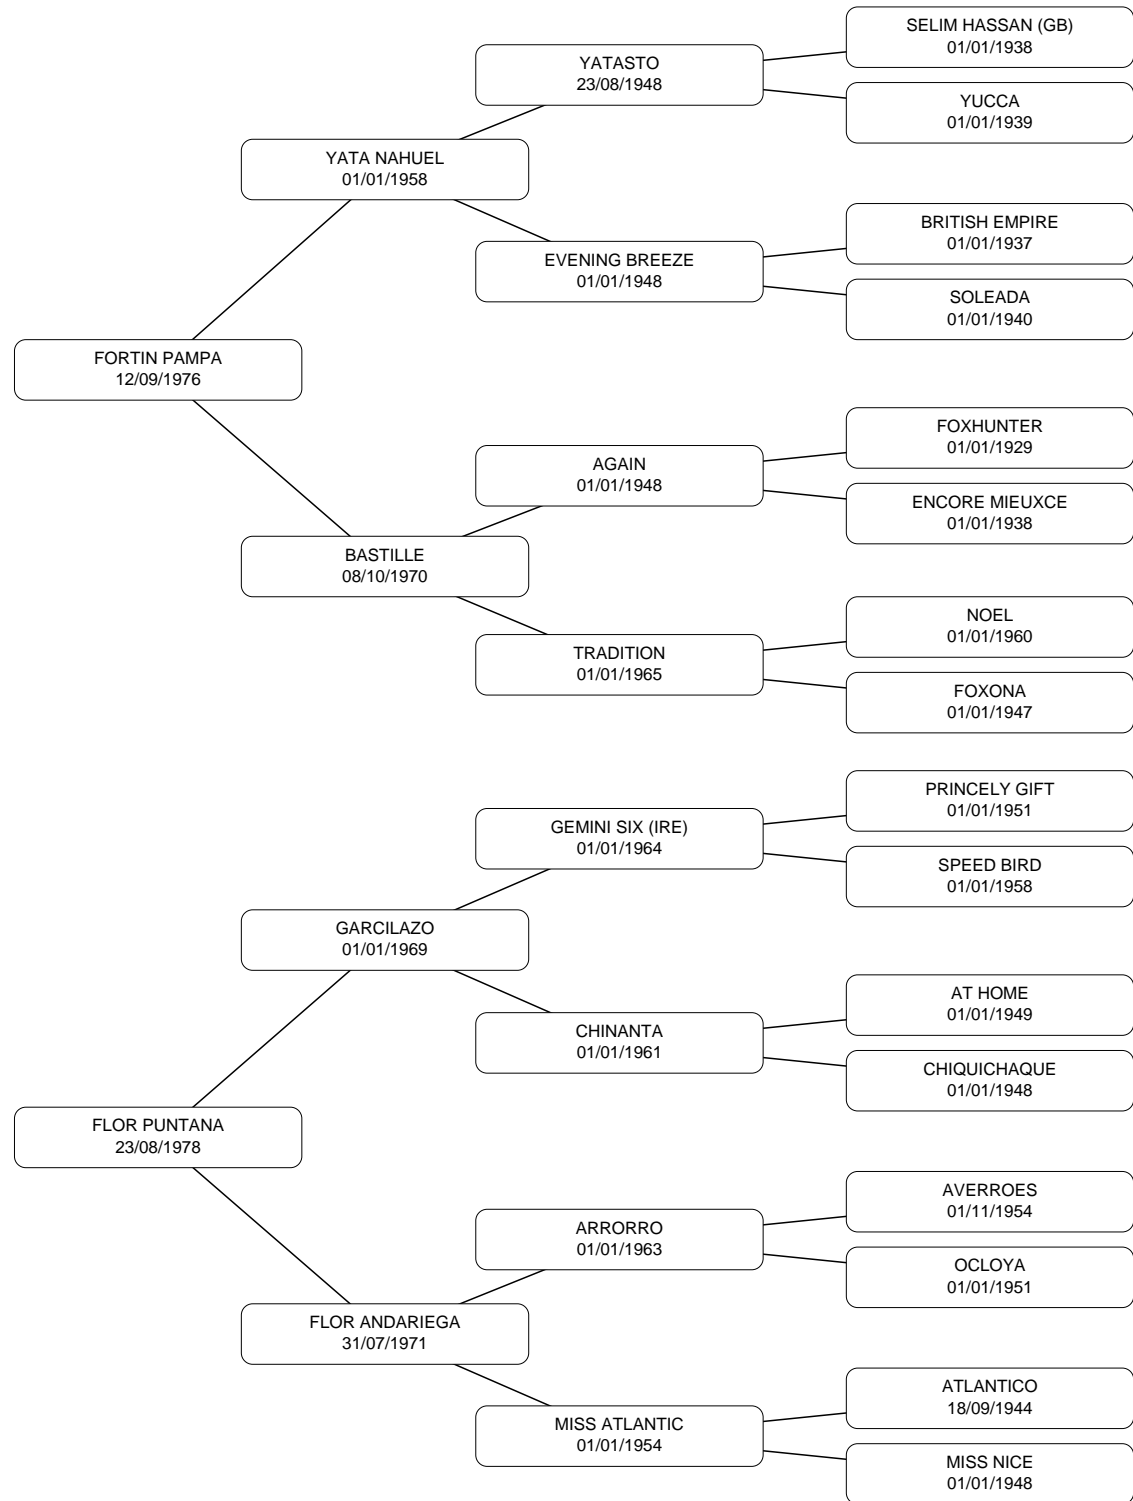 SELIM HASSAN (GB)
01/01/1938
YATASTO
23/08/1948
YUCCA
01/01/1939
YATA NAHUEL
01/01/1958
BRITISH EMPIRE
01/01/1937
EVENING BREEZE
01/01/1948
SOLEADA
01/01/1940
FORTIN PAMPA
12/09/1976
FOXHUNTER
01/01/1929
AGAIN
01/01/1948
ENCORE MIEUXCE
01/01/1938
BASTILLE
08/10/1970
NOEL
01/01/1960
TRADITION
01/01/1965
FOXONA
01/01/1947
PRINCELY GIFT
01/01/1951
GEMINI SIX (IRE)
01/01/1964
SPEED BIRD
01/01/1958
GARCILAZO
01/01/1969
AT HOME
01/01/1949
CHINANTA
01/01/1961
CHIQUICHAQUE
01/01/1948
FLOR PUNTANA
23/08/1978
AVERROES
01/11/1954
ARRORRO
01/01/1963
OCLOYA
01/01/1951
FLOR ANDARIEGA
31/07/1971
ATLANTICO
18/09/1944
MISS ATLANTIC
01/01/1954
MISS NICE
01/01/1948